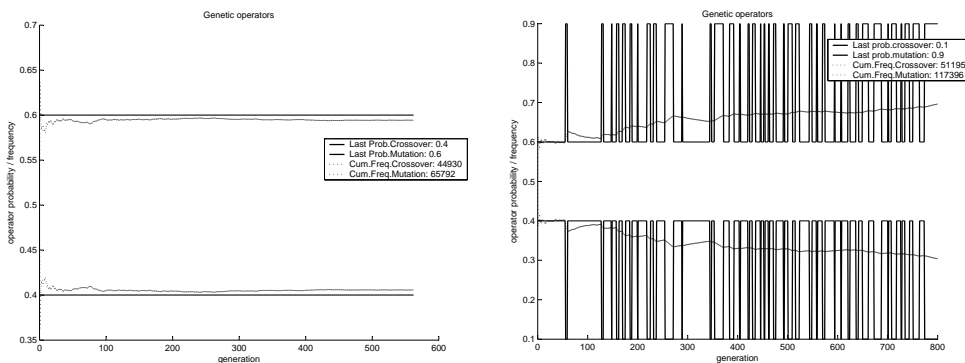 Genetic operators
operator probability / frequency
0.65
0.6
0.55
0.5
0.45
0.4
0.35
0 100 200 300 400 500 600
generation
Last Prob.Crossover: 0.4
Last Prob.Mutation: 0.6
Cum.Freq.Crossover: 44930
Cum.Freq.Mutation: 65792
Genetic operators
operator probability / frequency
0.9
0.8
0.7
0.6
0.5
0.4
0.3
0.2
0.1
0 100 200 300 400 500 600 700 800
generation
Last prob.crossover: 0.1
Last prob.mutation: 0.9
Cum.Freq.Crossover: 51195
Cum.Freq.Mutation: 117396